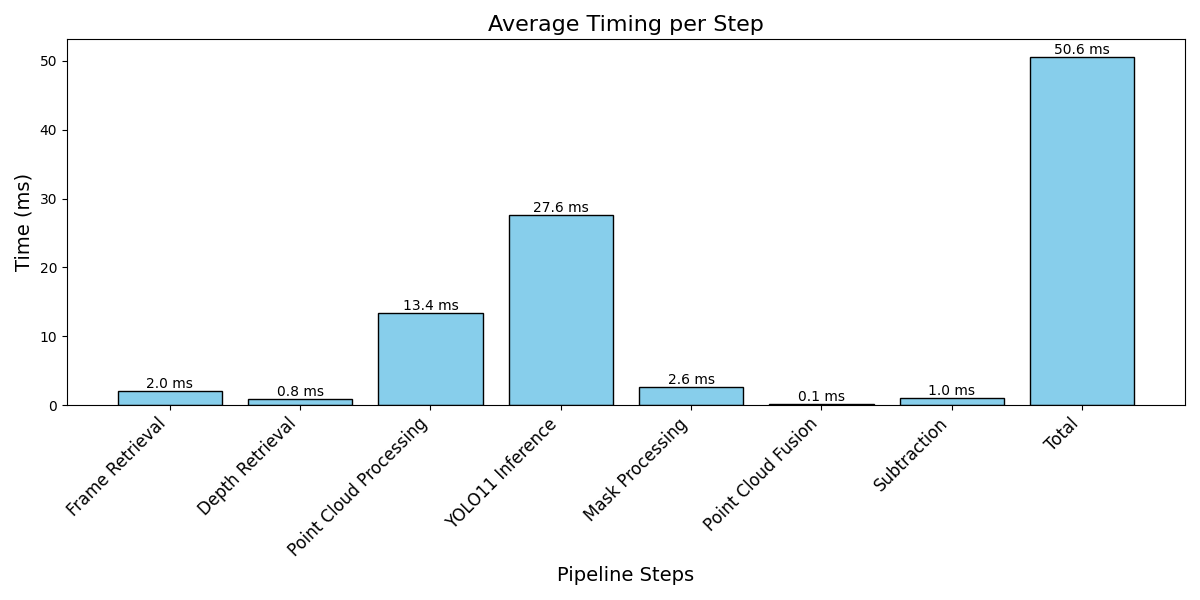 Average Timing per Step
Time (ms)
50
40
30
20
10
0
2.0 ms
0.8 ms
13.4 ms
27.6 ms
2.6 ms
0.1 ms
1.0 ms
50.6 ms
Frame Retrieval
Depth Retrieval
Point Cloud Processing
YOLO11 Inference
Mask Processing
Point Cloud Fusion
Subtraction
Total
Pipeline Steps